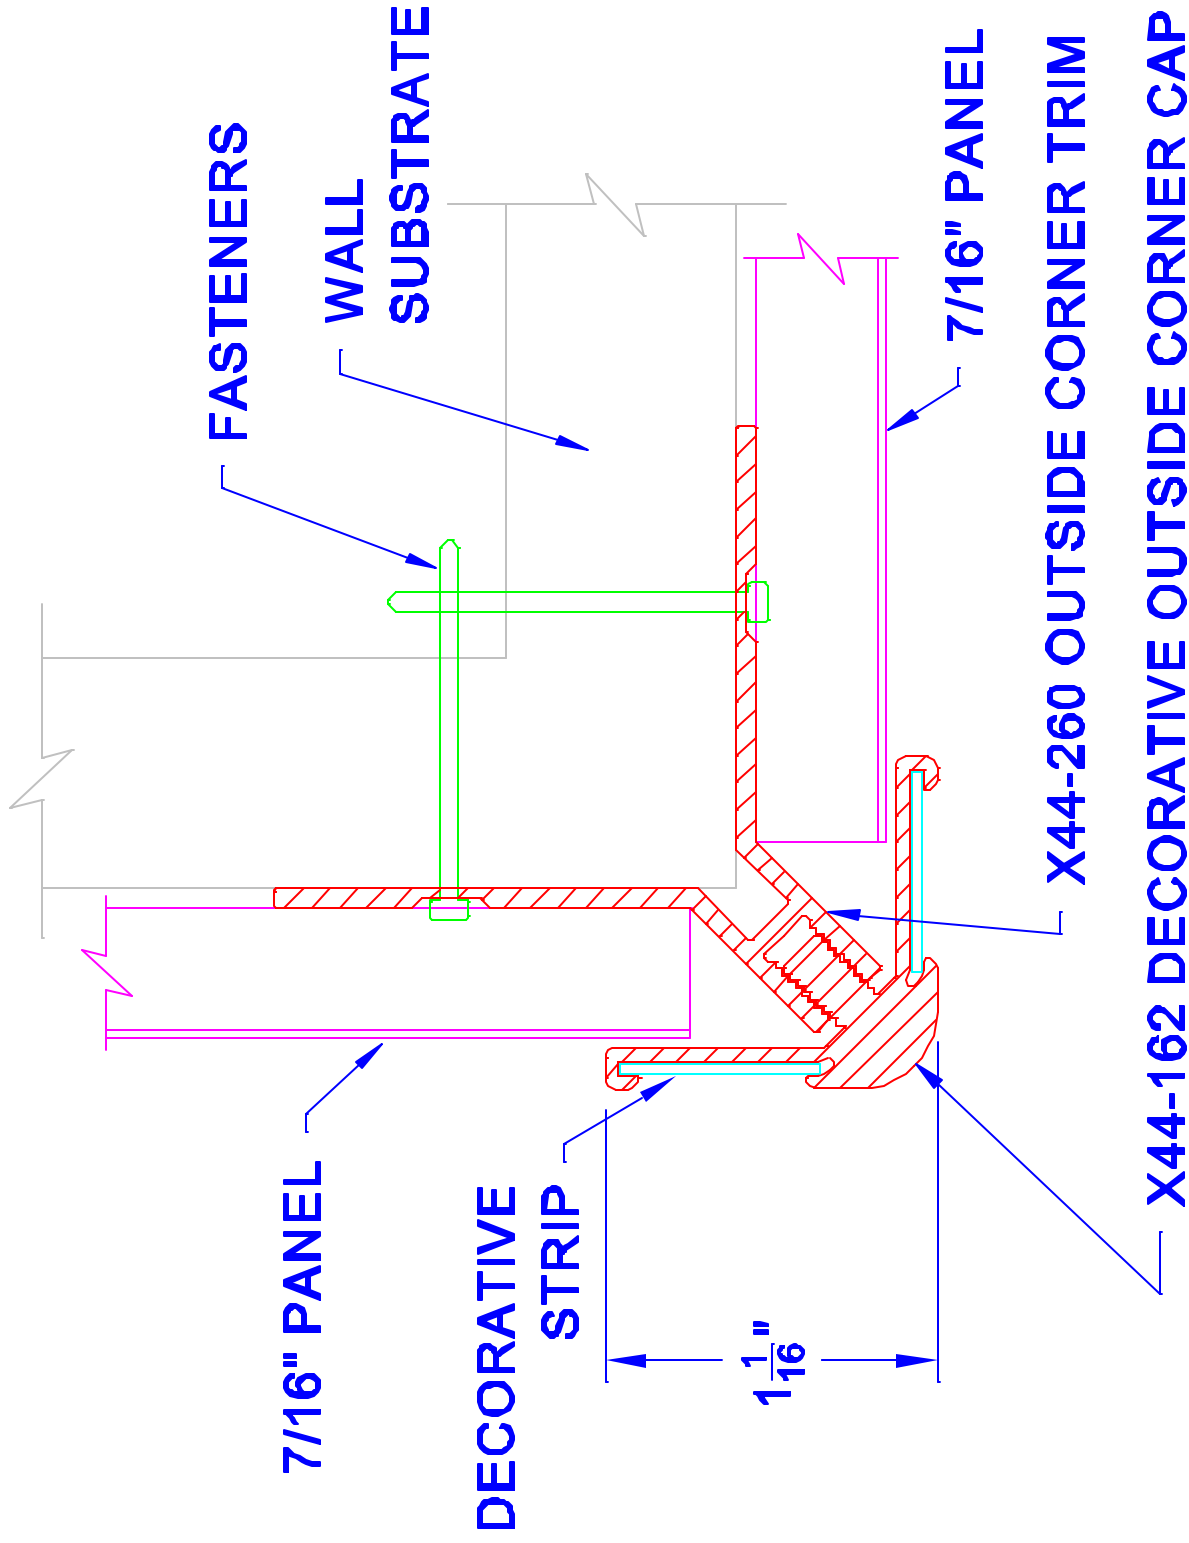 FASTENERS
WALL
SUBSTRATE
7/16" PANEL
X44-260 OUTSIDE CORNER TRIM
X44-162 DECORATIVE OUTSIDE CORNER CAP
7/16" PANEL
DECORATIVE
STRIP
1 1/16"